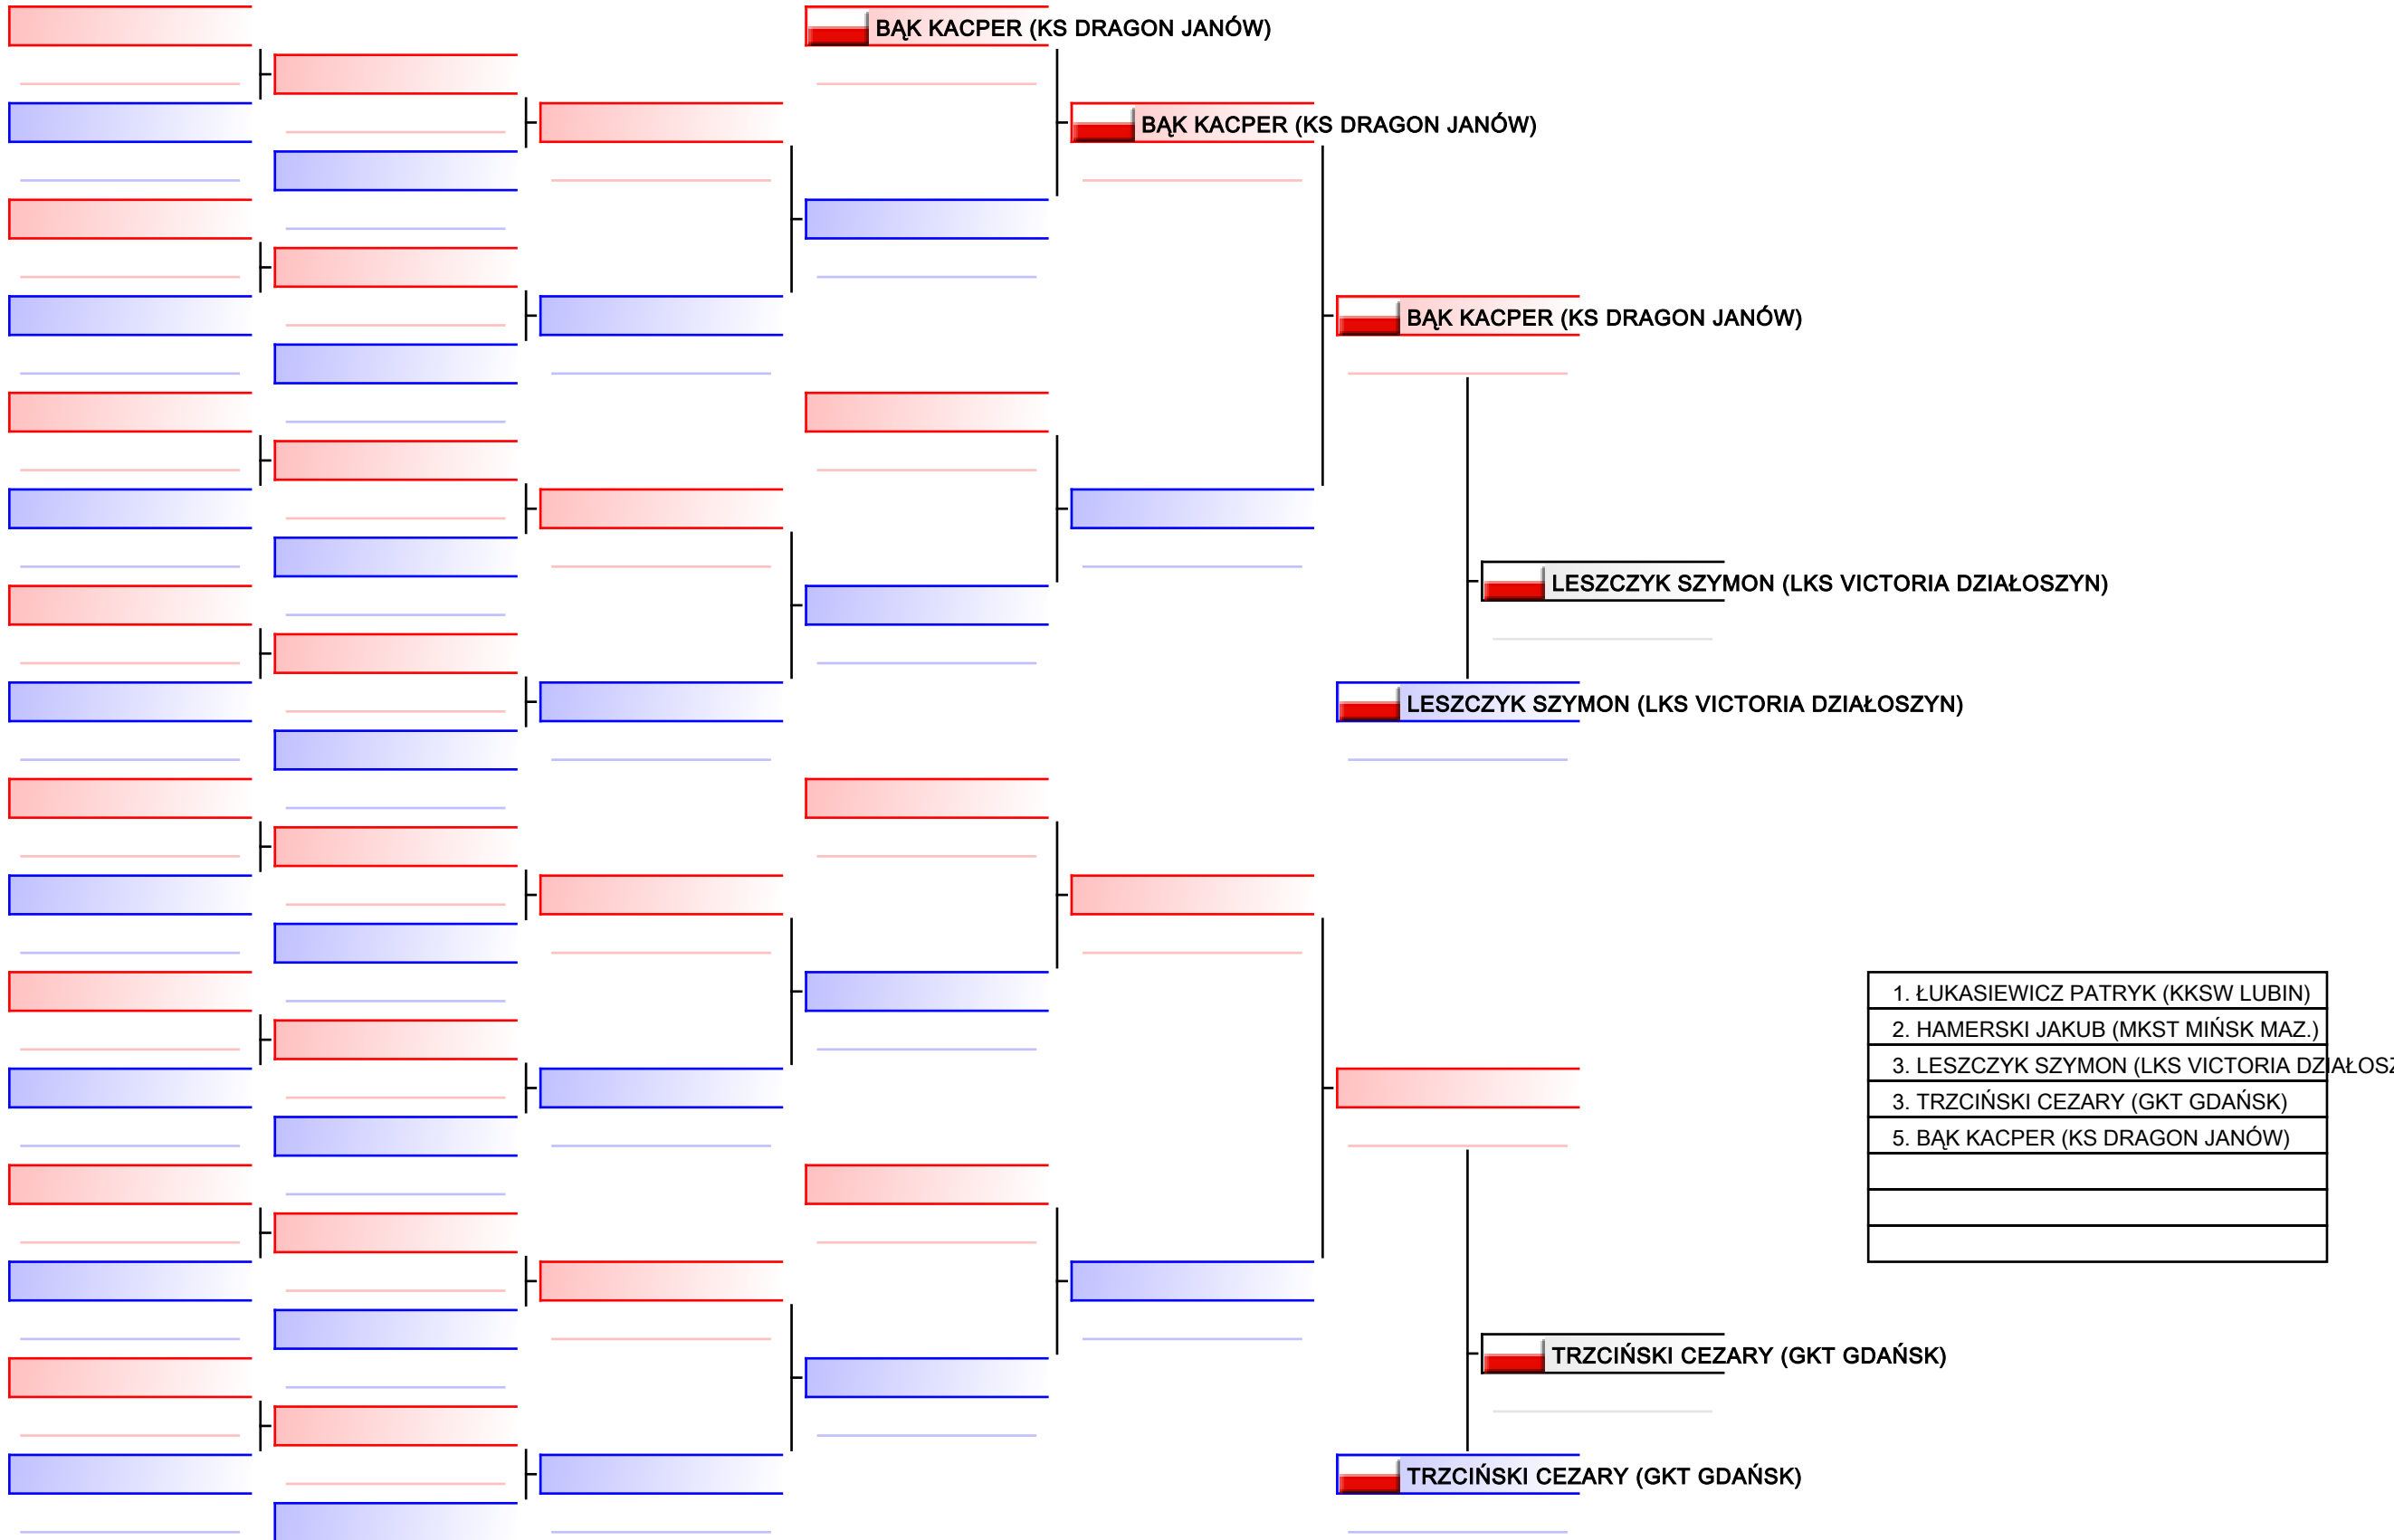 BĄK KACPER (KS DRAGON JANÓW)
BĄK KACPER (KS DRAGON JANÓW)
BĄK KACPER (KS DRAGON JANÓW)
LESZCZYK SZYMON (LKS VICTORIA DZIAŁOSZYN)
LESZCZYK SZYMON (LKS VICTORIA DZIAŁOSZYN)
1. ŁUKASIEWICZ PATRYK (KKSW LUBIN)
2. HAMERSKI JAKUB (MKST MIŃSK MAZ.)
3. LESZCZYK SZYMON (LKS VICTORIA DZIAŁOSZ
3. TRZCIŃSKI CEZARY (GKT GDAŃSK)
5. BĄK KACPER (KS DRAGON JANÓW)
TRZCIŃSKI CEZARY (GKT GDAŃSK)
TRZCIŃSKI CEZARY (GKT GDAŃSK)